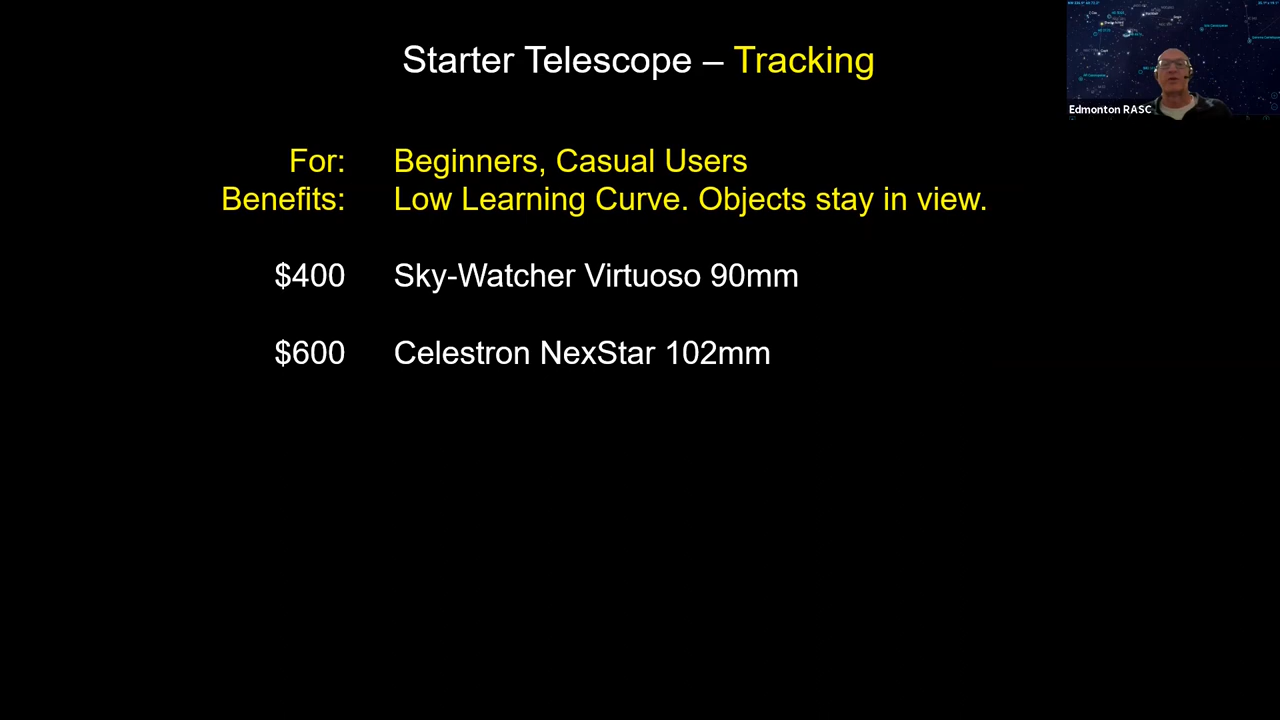 Starter Telescope – Tracking
Edmonton RASC
For: Beginners, Casual Users
Benefits: Low Learning Curve. Objects stay in view.
$400 Sky-Watcher Virtuoso 90mm
$600 Celestron NexStar 102mm